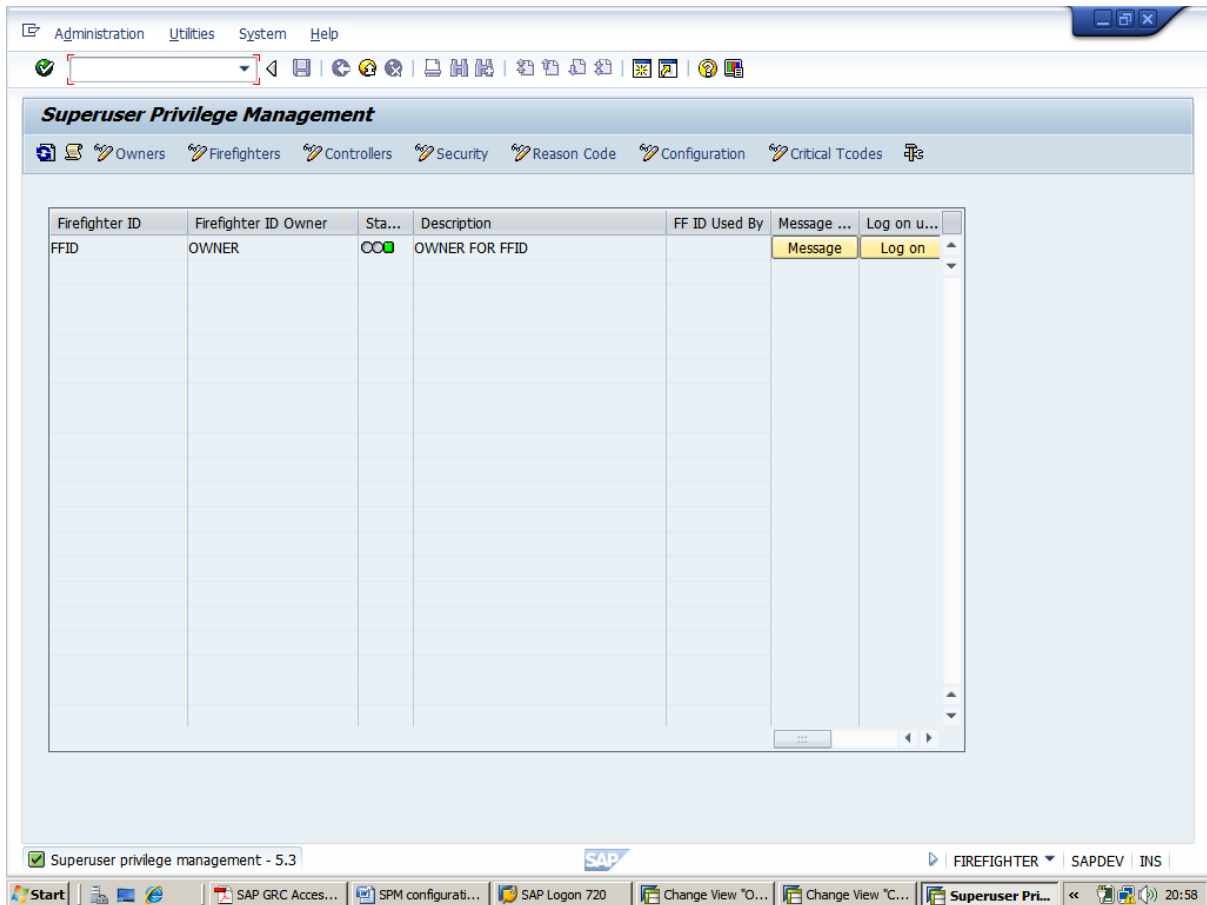 Administration Utilities System Help
Superuser Privilege Management
Owners Firefighters Controllers Security Reason Code Configuration Critical Tcodes
Firefighter ID Firefighter ID Owner Sta... Description FF ID Used By Message ... Log on u...
FFID OWNER OWNER FOR FFID Message Log on
Superuser privilege management - 5.3 SAP FIREFIGHTER SAPDEV INS
Start SAP GRC Acces... SPM configurati... SAP Logon 720 Change View "O... Change View "C... Superuser Pri... « 20:58